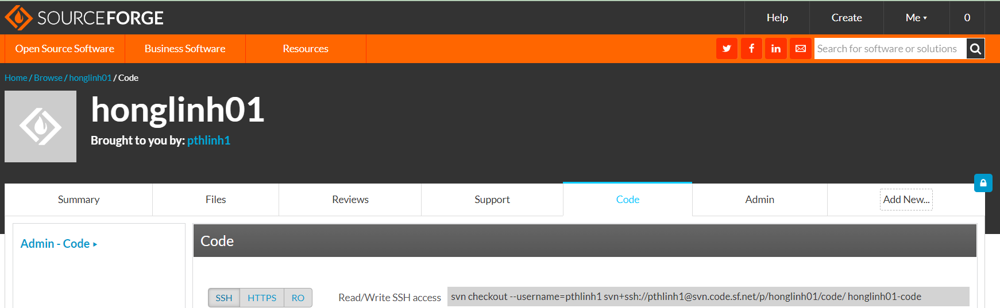 SOURCEFORGE
Help
Create
Me
0
Open Source Software
Business Software
Resources
Search for software or solutions
Home / Browse / honglinh01 / Code
honglinh01
Brought to you by: pthlinh1
Summary
Files
Reviews
Support
Code
Admin
Add New...
Admin - Code
Code
SSH
HTTPS
RO
Read/Write SSH access
svn checkout --username=pthlinh1 svn+ssh://pthlinh1@svn.code.sf.net/p/honglinh01/code/ honglinh01-code